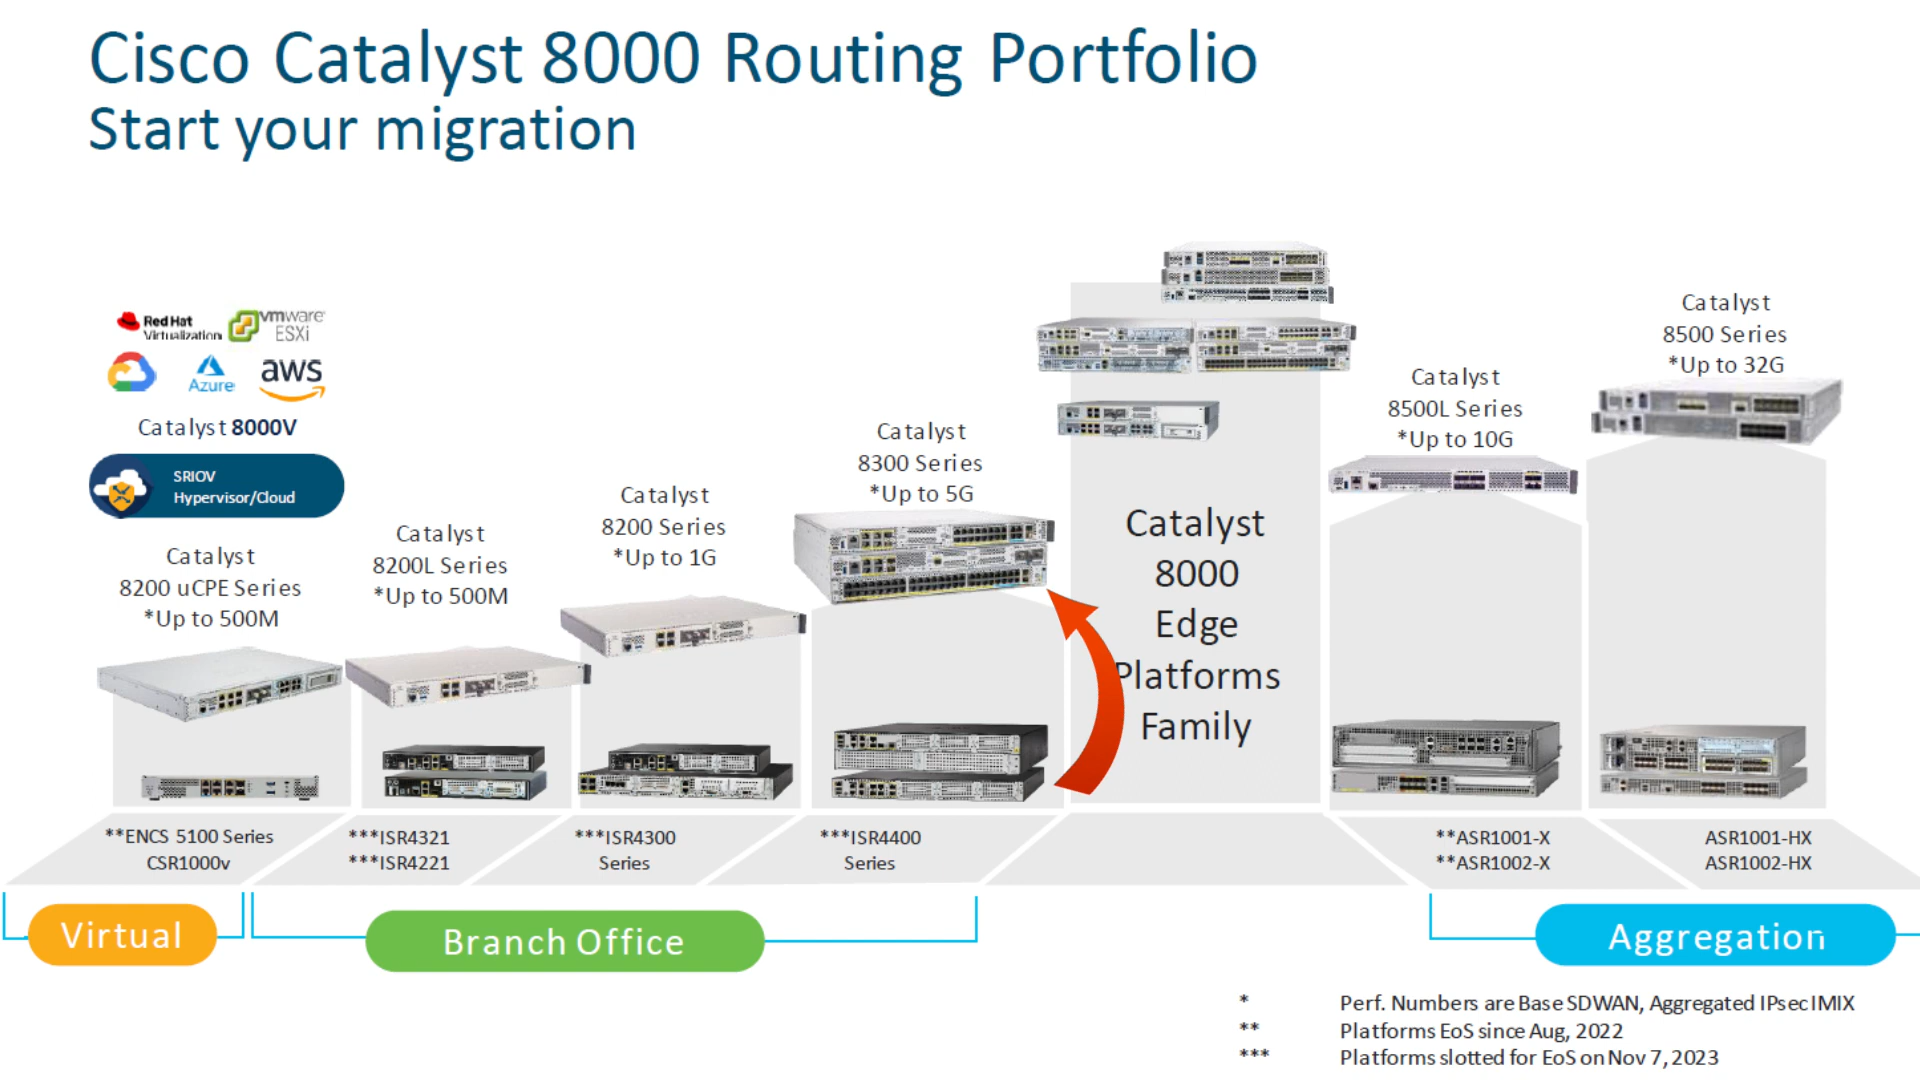 Cisco Catalyst 8000 Routing Portfolio
Start your migration
Red Hat
Virtualization
vmware
ESXi
Azure
aws
Catalyst 8000V
SRIOV
Hypervisor/Cloud
Catalyst
8200 uCPE Series
*Up to 500M
Catalyst
8200L Series
*Up to 500M
Catalyst
8200 Series
*Up to 1G
Catalyst
8300 Series
*Up to 5G
Catalyst
8000
Edge
Platforms
Family
Catalyst
8500L Series
*Up to 10G
Catalyst
8500 Series
*Up to 32G
**ENCS 5100 Series
CSR1000v
***ISR4321
***ISR4221
***ISR4300
Series
***ISR4400
Series
**ASR1001-X
**ASR1002-X
ASR1001-HX
ASR1002-HX
Virtual
Branch Office
Aggregation
* Perf. Numbers are Base SDWAN, Aggregated IPsec IMIX
** Platforms EoS since Aug, 2022
*** Platforms slotted for EoS on Nov 7, 2023